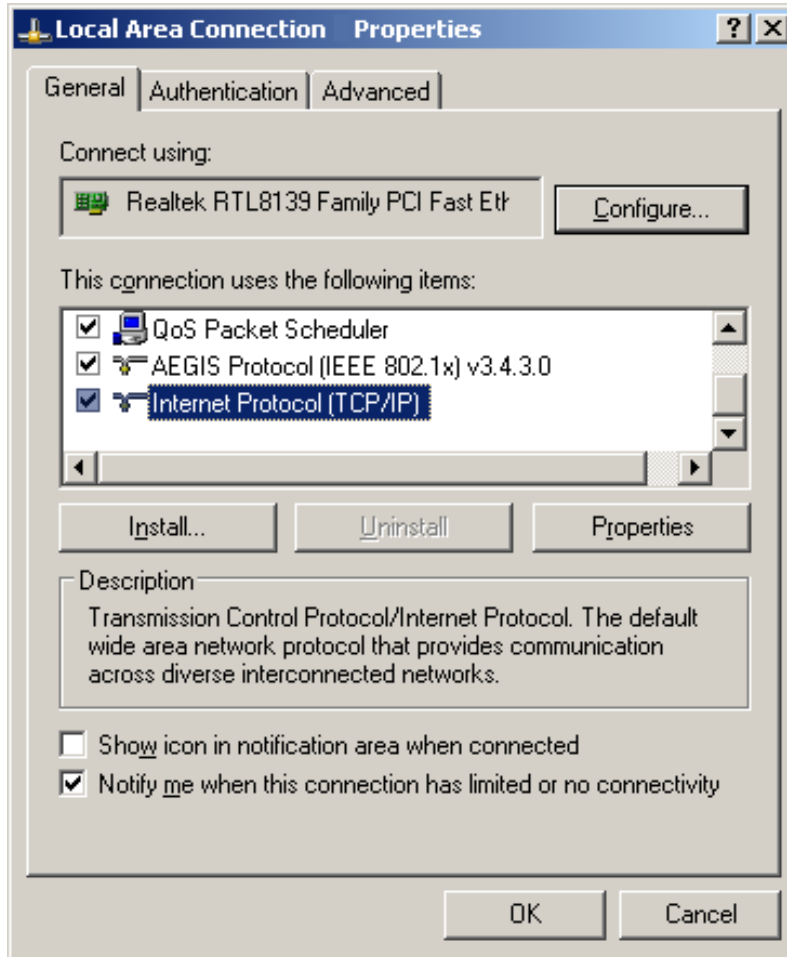 Local Area Connection Properties
General Authentication Advanced
Connect using:
Realtek RTL8139 Family PCI Fast Eth
Configure...
This connection uses the following items:
QoS Packet Scheduler
AEGIS Protocol (IEEE 802.1x) v3.4.3.0
Internet Protocol (TCP/IP)
Install... Uninstall Properties
Description
Transmission Control Protocol/Internet Protocol. The default
wide area network protocol that provides communication
across diverse interconnected networks.
Show icon in notification area when connected
Notify me when this connection has limited or no connectivity
OK Cancel